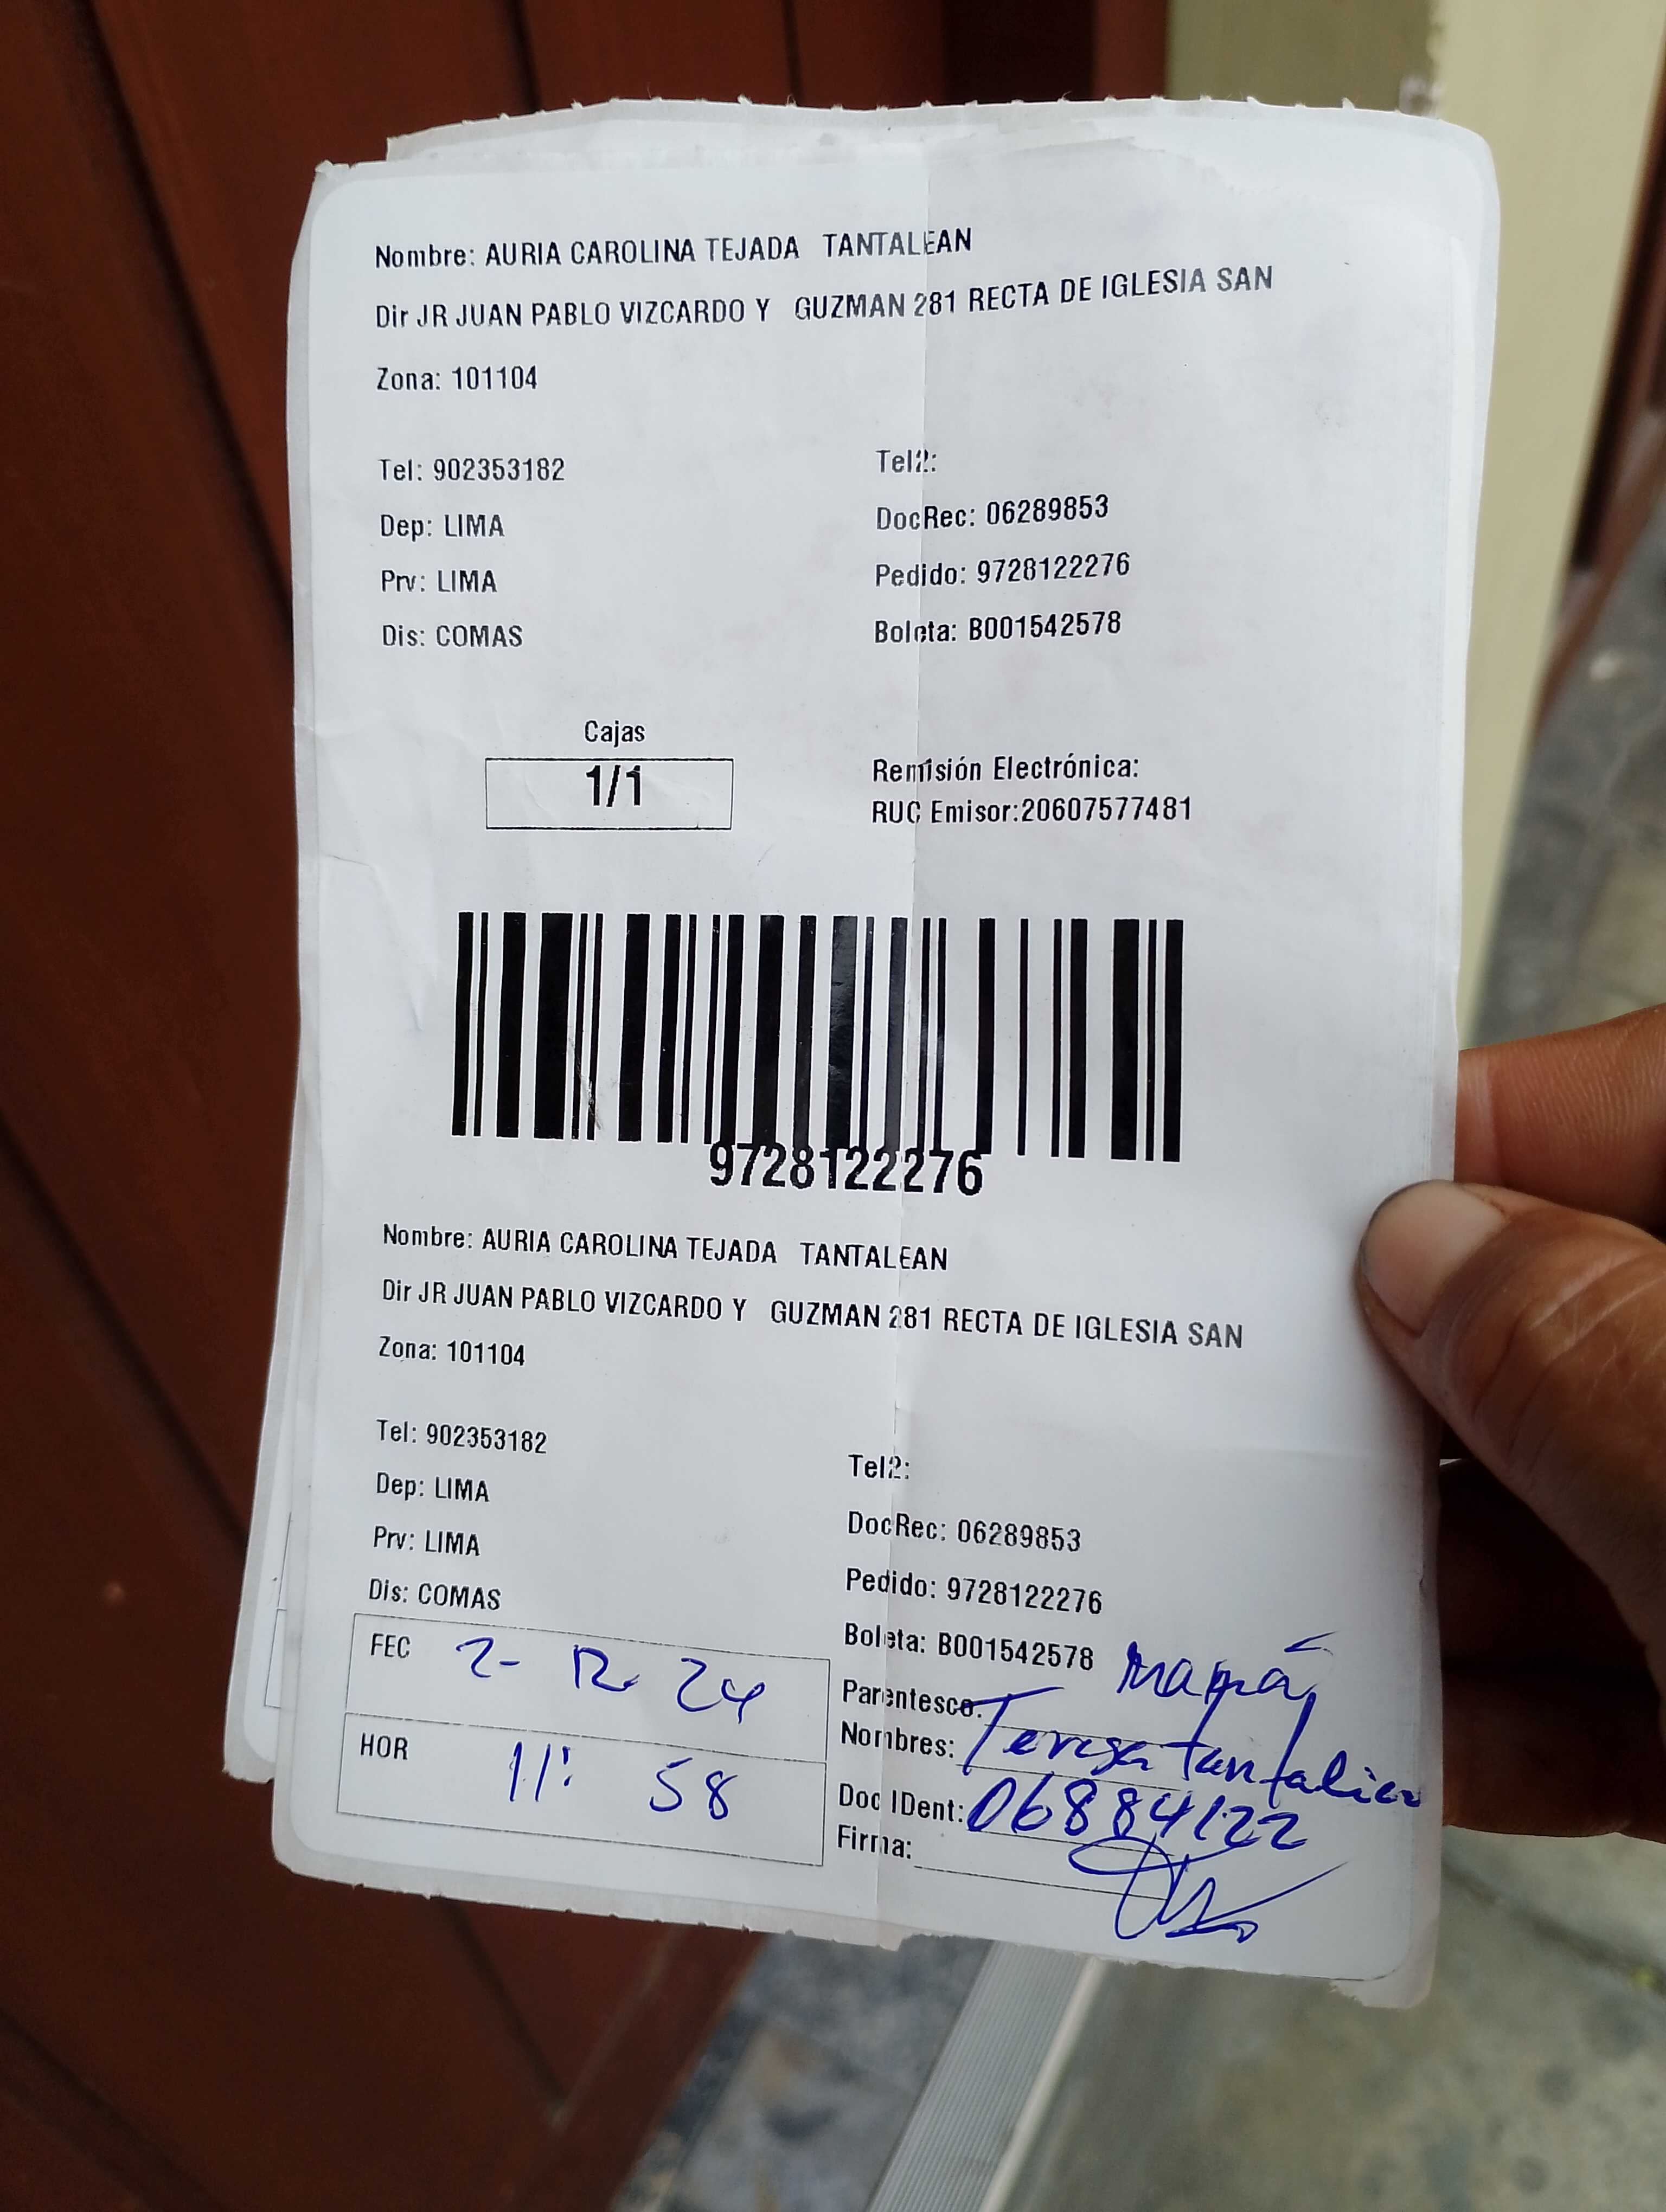 Nombre: AURIA CAROLINA TEJADA TANTALEAN
Dir JR JUAN PABLO VIZCARDO Y GUZMAN 281 RECTA DE IGLESIA SAN
Zona: 101104
Tel: 902353182
Tel2:
Dep: LIMA
DocRec: 06289853
Prv: LIMA
Pedido: 9728122276
Dis: COMAS
Boleta: B001542578
Cajas
1/1
Remisión Electrónica:
RUC Emisor:20607577481
9728122276
Nombre: AURIA CAROLINA TEJADA TANTALEAN
Dir JR JUAN PABLO VIZCARDO Y GUZMAN 281 RECTA DE IGLESIA SAN
Zona: 101104
Tel: 902353182
Tel2:
Dep: LIMA
DocRec: 06289853
Prv: LIMA
Pedido: 9728122276
Dis: COMAS
Boleta: B001542578
FEC 2- 12 24
Parentesco: mamá
Nombres: Teresa
HOR 11: 58
Doc IDent: 06884122
Firma: